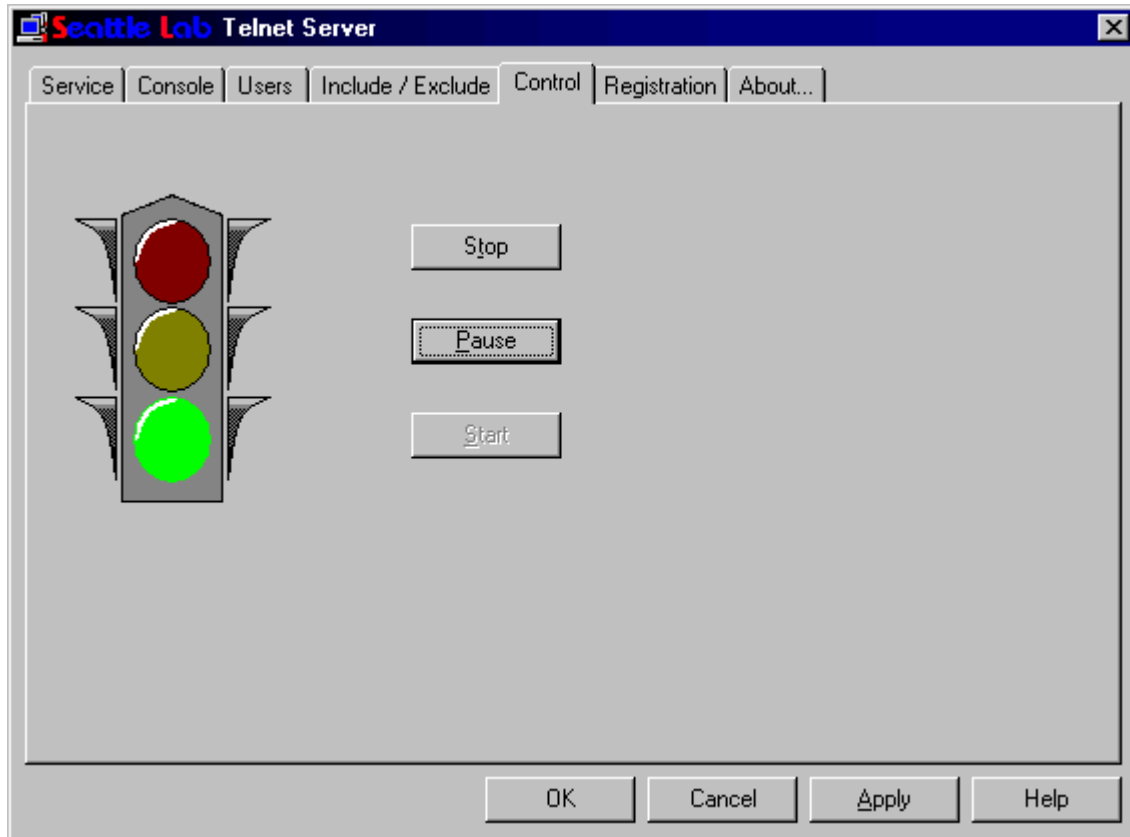 Seattle Lab Telnet Server
Service Console Users Include / Exclude Control Registration About...
Stop
Pause
Start
OK Cancel Apply Help